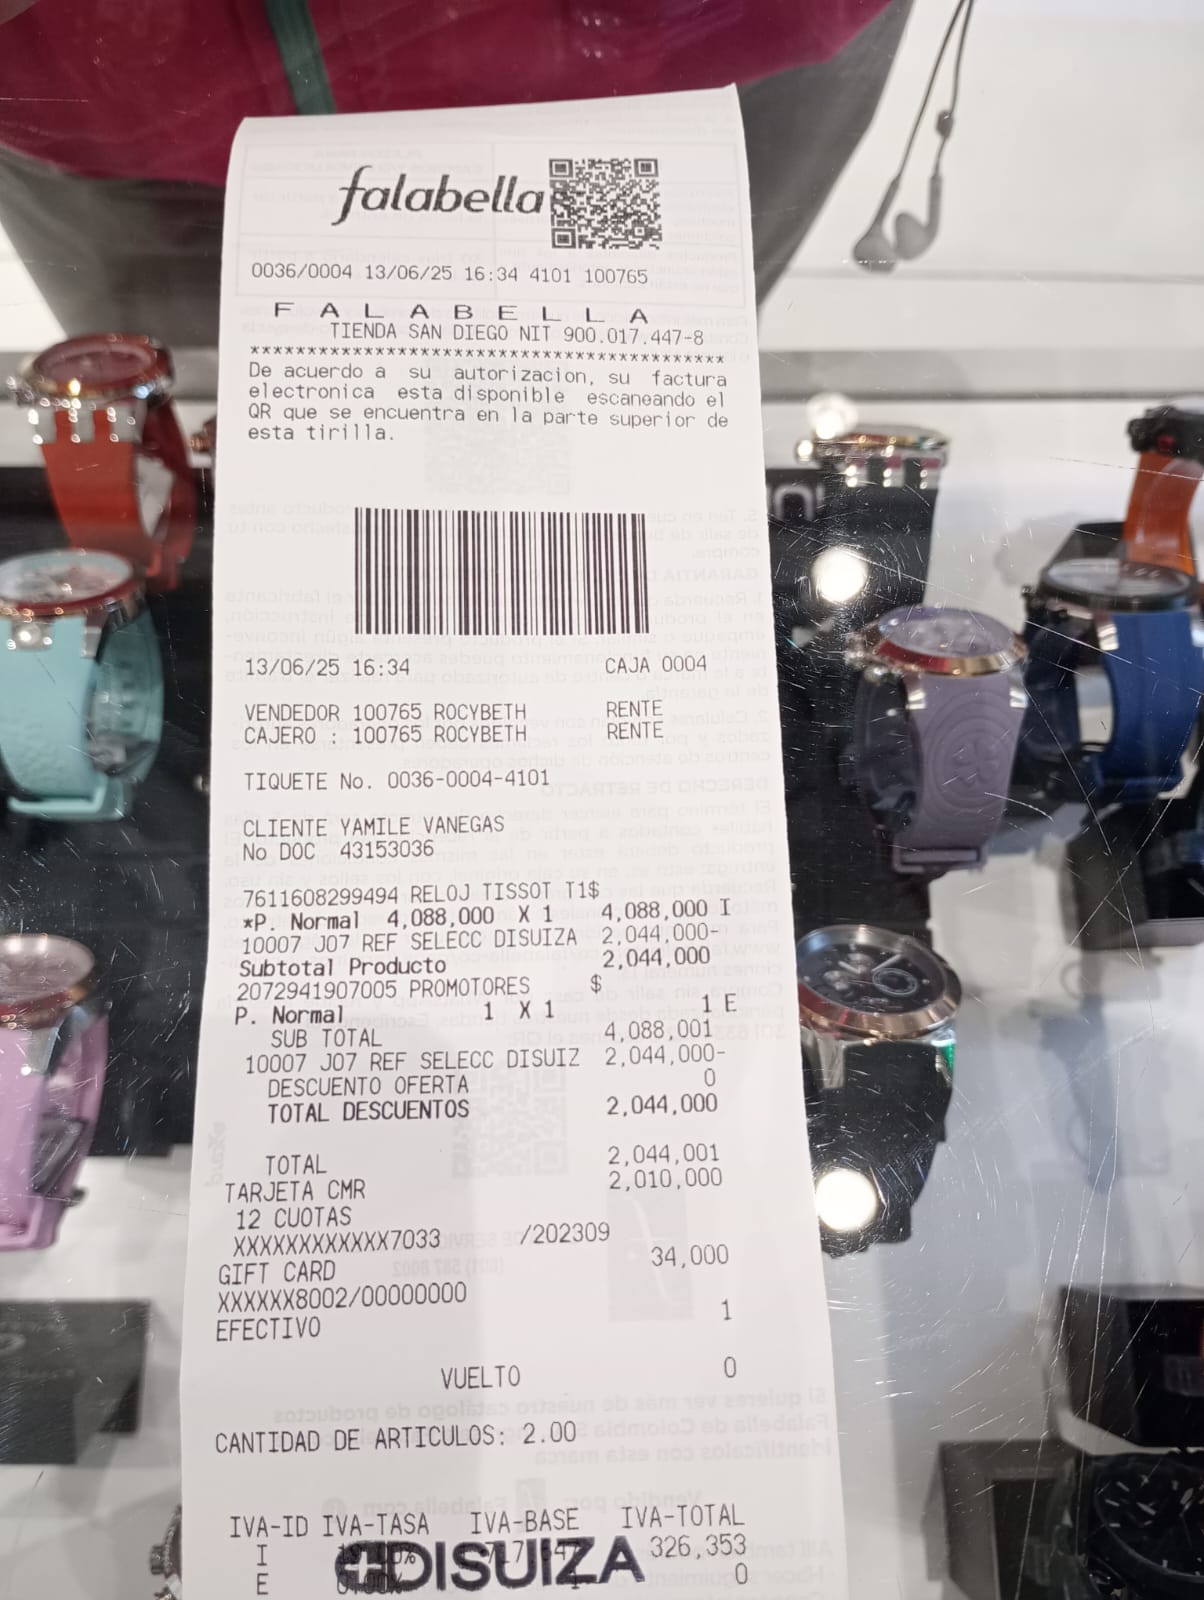 falabella
0036/0004 13/06/25 16:34 4101 100765
F A L A B E L L A
TIENDA SAN DIEGO NIT 900.017.447-8
******************************************
De acuerdo a su autorizacion, su factura
electronica esta disponible escaneando el
QR que se encuentra en la parte superior de
esta tirilla.
13/06/25 16:34 CAJA 0004
VENDEDOR 100765 ROCYBETH RENTE
CAJERO : 100765 ROCYBETH RENTE
TIQUETE No. 0036-0004-4101
CLIENTE YAMILE VANEGAS
No DOC 43153036
7611608299494 RELOJ TISSOT T1$
*P. Normal 4,088,000 X 1 4,088,000 I
10007 J07 REF SELECC DISUIZA 2,044,000-
Subtotal Producto 2,044,000
2072941907005 PROMOTORES $
P. Normal 1 X 1 1 E
SUB TOTAL 4,088,001
10007 J07 REF SELECC DISUIZ 2,044,000-
DESCUENTO OFERTA 0
TOTAL DESCUENTOS 2,044,000
TOTAL 2,044,001
TARJETA CMR 2,010,000
12 CUOTAS
XXXXXXXXXXXX7033 /202309
GIFT CARD 34,000
XXXXXX8002/00000000
EFECTIVO 1
VUELTO 0
CANTIDAD DE ARTICULOS: 2.00
IVA-ID IVA-TASA IVA-BASE IVA-TOTAL
I 326,353
E 0
DISUIZA